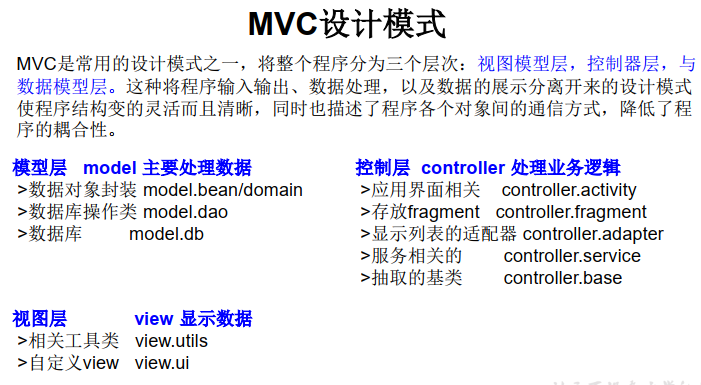 MVC设计模式
MVC是常用的设计模式之一，将整个程序分为三个层次：视图模型层，控制器层，与
数据模型层。这种将程序输入输出、数据处理，以及数据的展示分离开来的设计模式
使程序结构变的灵活而且清晰，同时也描述了程序各个对象间的通信方式，降低了程
序的耦合性。
模型层 model 主要处理数据
>数据对象封装 model.bean/domain
>数据库操作类 model.dao
>数据库 model.db
控制层 controller 处理业务逻辑
>应用界面相关 controller.activity
>存放fragment controller.fragment
>显示列表的适配器 controller.adapter
>服务相关的 controller.service
>抽取的基类 controller.base
视图层 view 显示数据
>相关工具类 view.utils
>自定义view view.ui